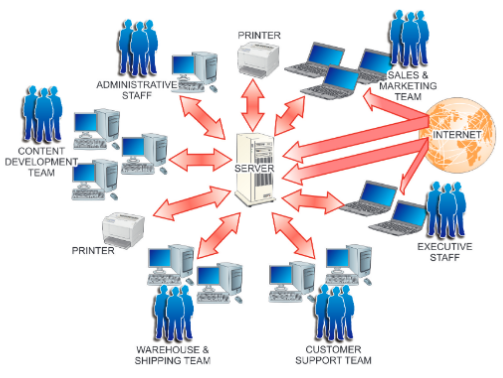 PRINTER
SALES &
MARKETING
TEAM
ADMINISTRATIVE
STAFF
INTERNET
CONTENT
DEVELOPMENT
TEAM
SERVER
PRINTER
EXECUTIVE
STAFF
WAREHOUSE &
SHIPPING TEAM
CUSTOMER
SUPPORT TEAM